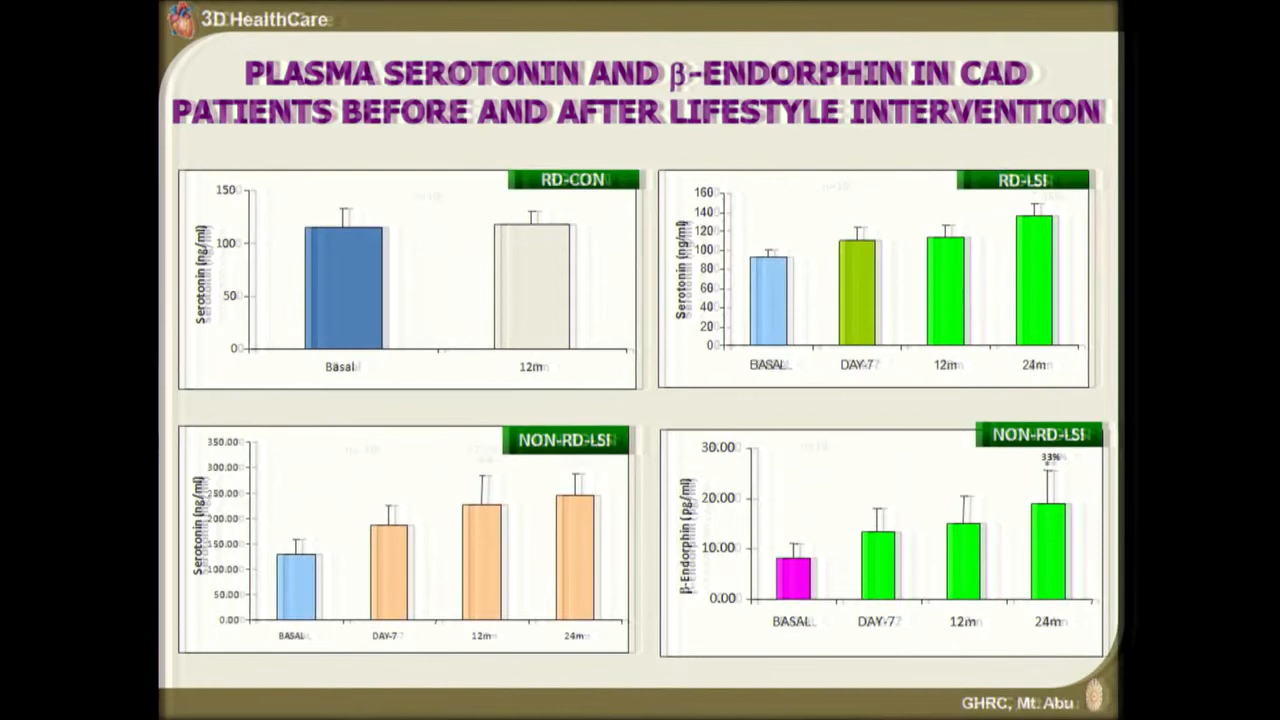 3D HealthCare
PLASMA SEROTONIN AND β-ENDORPHIN IN CAD
PATIENTS BEFORE AND AFTER LIFESTYLE INTERVENTION
RD-CON
Serotonin (ng/ml)
150
100
50
0
Basal
12m
RD-LSI
Serotonin (ng/ml)
160
140
120
100
80
60
40
20
0
BASAL
DAY-7
12m
24m
NON-RD-LSI
Serotonin (ng/ml)
350.00
300.00
250.00
200.00
150.00
100.00
50.00
0.00
BASAL
DAY-7
12m
24m
NON-RD-LSI
β-Endorphin (pg/ml)
30.00
20.00
10.00
0.00
33%
**
BASAL
DAY-7
12m
24m
GHRC, Mt. Abu